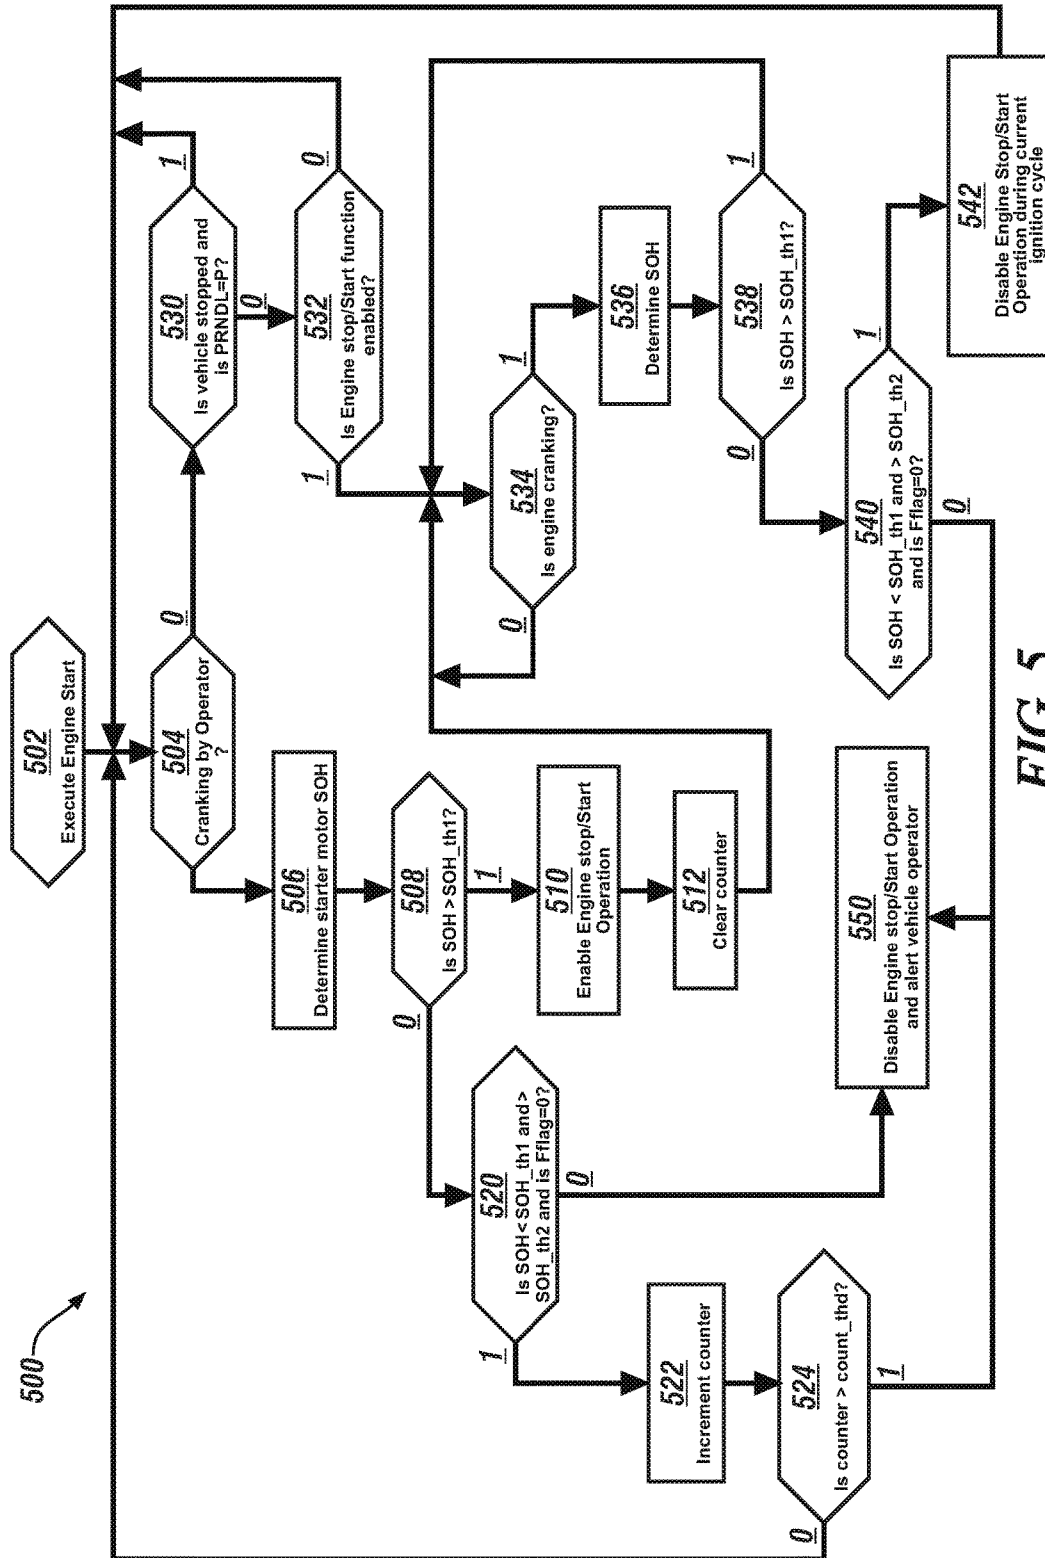 500
502
Execute Engine Start
504
Cranking by Operator
?
0
530
Is vehicle stopped and
is PRNDL=P?
1
0
532
Is Engine stop/Start function
enabled?
0
1
506
Determine starter motor SOH
508
Is SOH > SOH_th1?
0
1
510
Enable Engine stop/Start
Operation
512
Clear counter
520
Is SOH < SOH_th1 and >
SOH_th2 and is Fflag=0?
1
0
522
Increment counter
524
Is counter > count_thd?
0
1
534
Is engine cranking?
0
1
536
Determine SOH
538
Is SOH > SOH_th1?
1
0
540
Is SOH < SOH_th1 and > SOH_th2
and is Fflag=0?
1
0
542
Disable Engine Stop/Start
Operation during current
ignition cycle
550
Disable Engine stop/Start Operation
and alert vehicle operator
FIG. 5